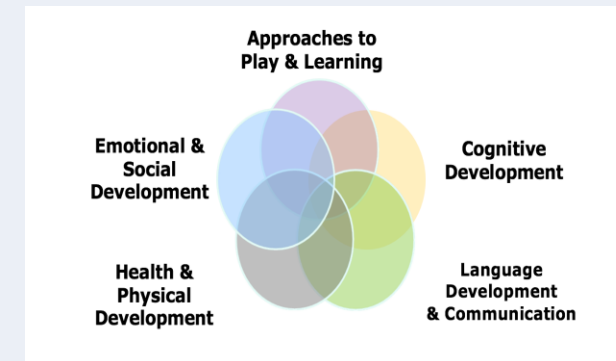 Approaches to
Play & Learning
Emotional &
Social
Development
Cognitive
Development
Health &
Physical
Development
Language
Development
& Communication